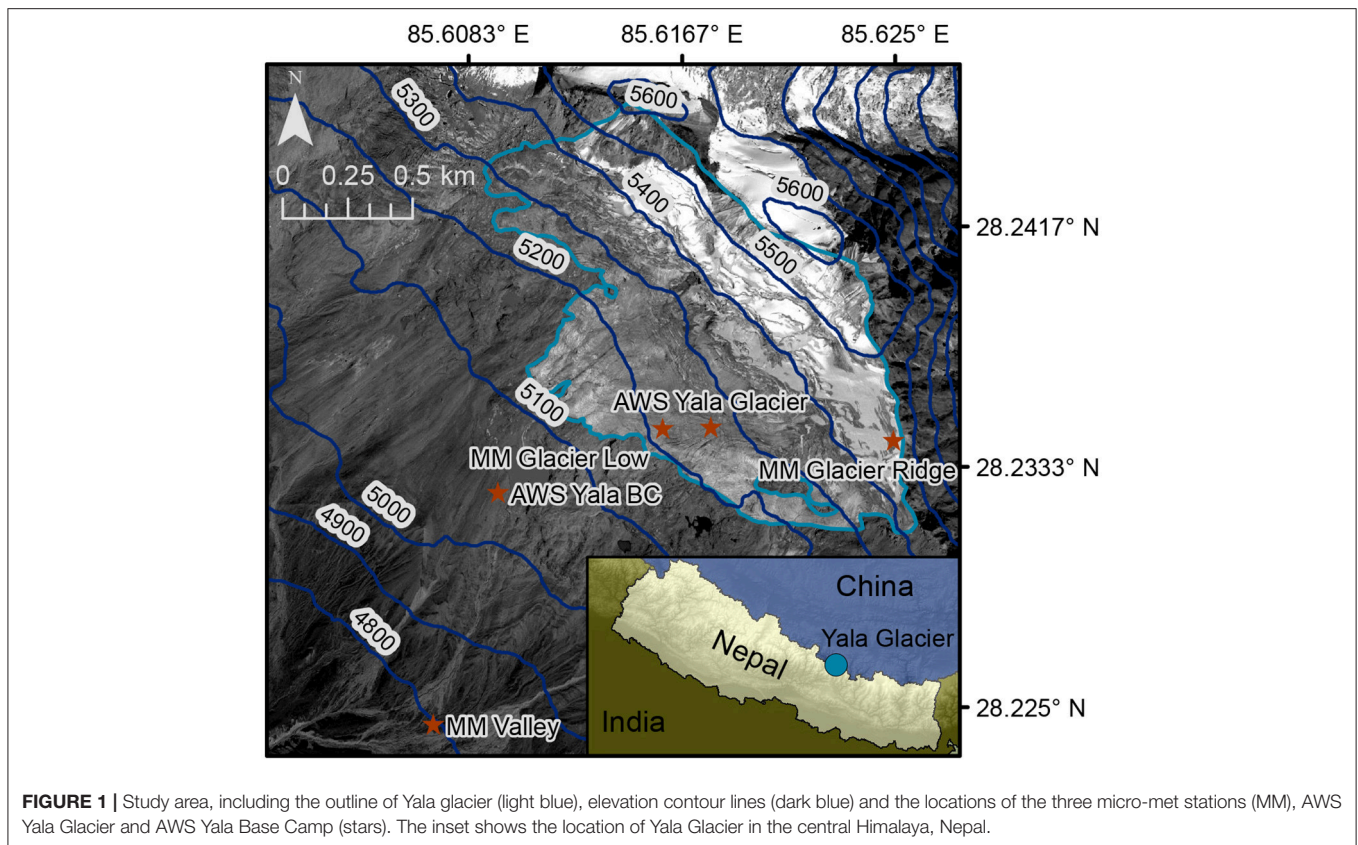 85.6083° E 85.6167° E 85.625° E
N
5300
5600
0 0.25 0.5 km
5400
5600
28.2417° N
5200
5500
5100
AWS Yala Glacier
MM Glacier Low
MM Glacier Ridge
28.2333° N
AWS Yala BC
5000
4900
China
4800
Yala Glacier
Nepal
28.225° N
India
MM Valley
FIGURE 1 | Study area, including the outline of Yala glacier (light blue), elevation contour lines (dark blue) and the locations of the three micro-met stations (MM), AWS
Yala Glacier and AWS Yala Base Camp (stars). The inset shows the location of Yala Glacier in the central Himalaya, Nepal.